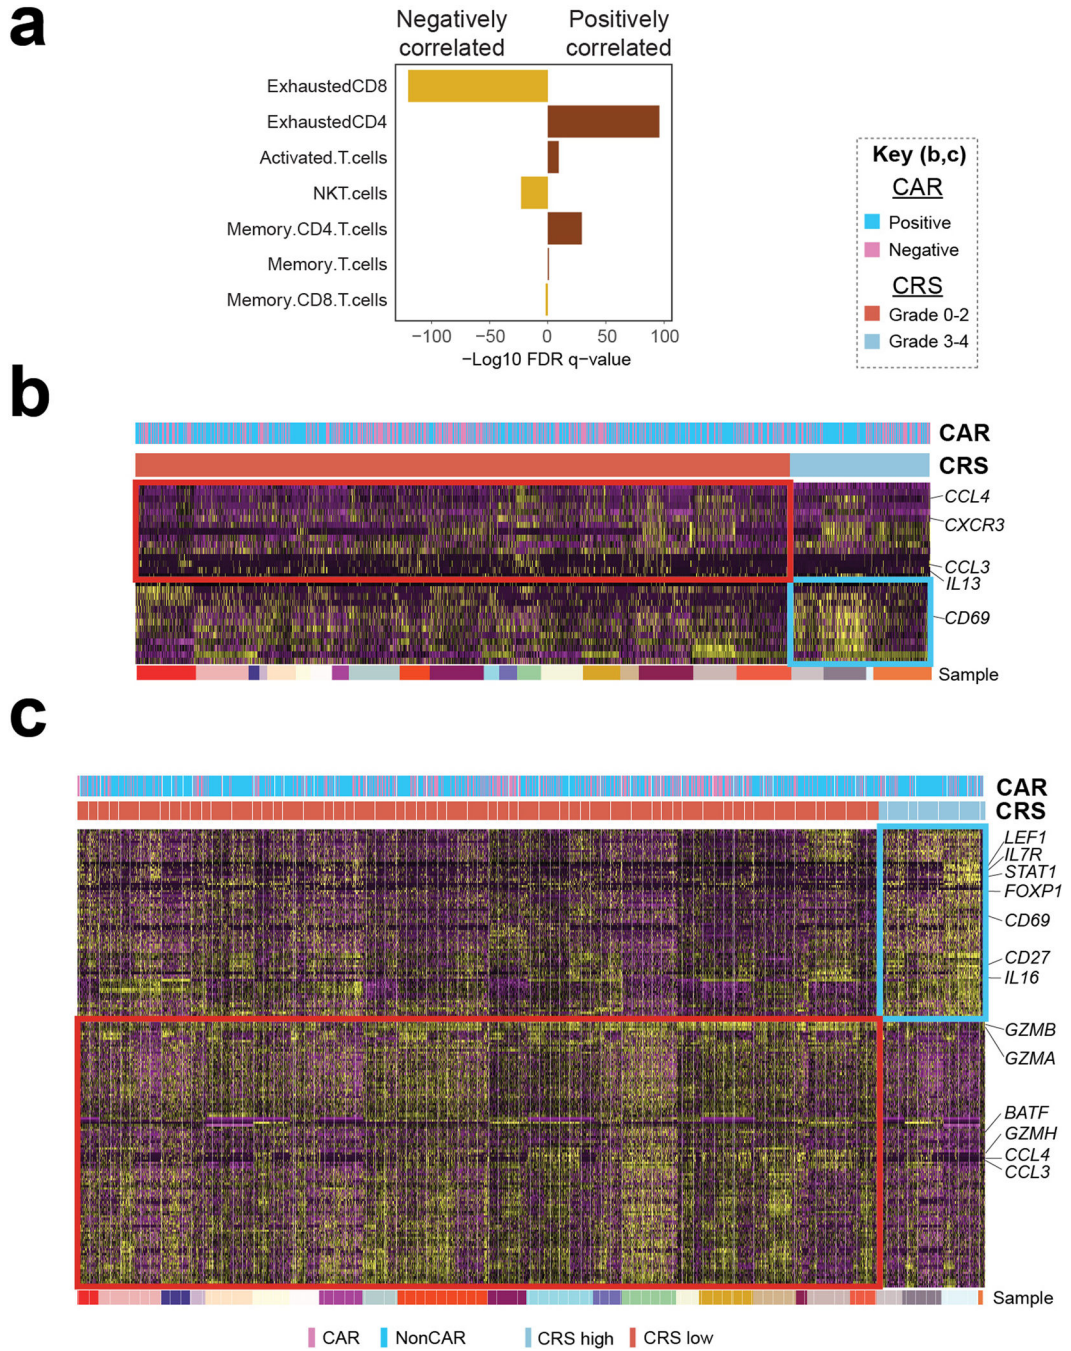 a
Negatively
correlated
Positively
correlated
ExhaustedCD8
ExhaustedCD4
Activated.T.cells
NKT.cells
Memory.CD4.T.cells
Memory.T.cells
Memory.CD8.T.cells
−100
−50
0
50
100
−Log10 FDR q−value
Key (b,c)
CAR
Positive
Negative
CRS
Grade 0-2
Grade 3-4
b
CAR
CRS
CCL4
CXCR3
CCL3
IL13
CD69
Sample
c
CAR
CRS
LEF1
IL7R
STAT1
FOXP1
CD69
CD27
IL16
GZMB
GZMA
BATF
GZMH
CCL4
CCL3
Sample
CAR NonCAR CRS high CRS low